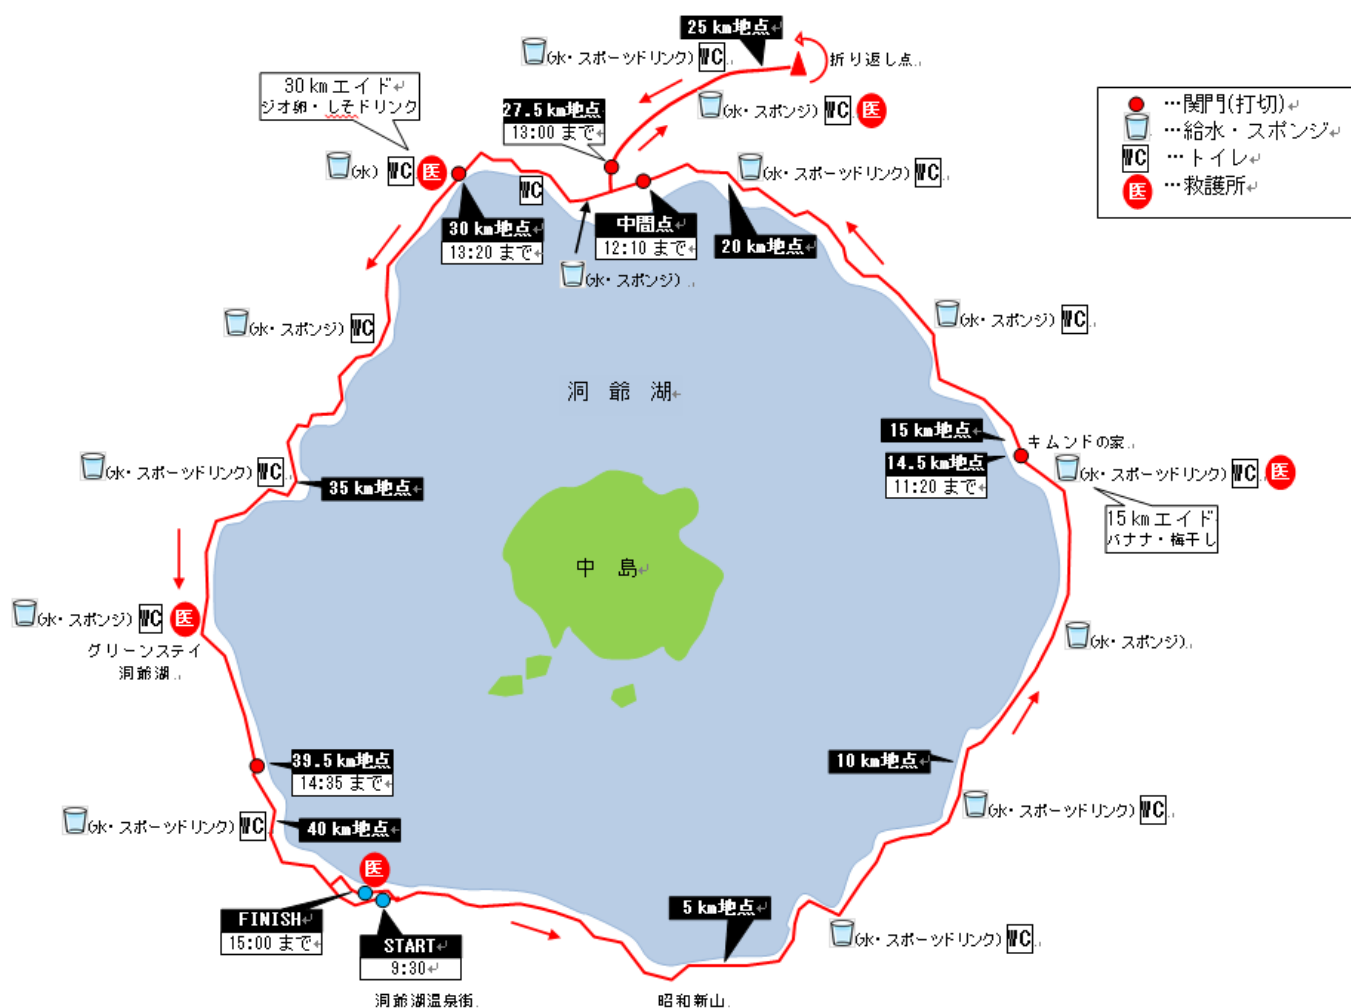 25 km地点
(水・スポーツドリンク) WC
折り返し点
30 km エイド
ジオ卵・しそドリンク
27.5 km地点
13:00 まで
(水・スポンジ) WC 医
●…関門(打切)
…給水・スポンジ
WC …トイレ
医 …救護所
(水) WC 医
WC
(水・スポーツドリンク) WC
30 km地点
13:20 まで
中間点
12:10 まで
20 km地点
(水・スポンジ)
(水・スポンジ) WC
(水・スポンジ) WC
洞 爺 湖
15 km地点
キムンドの家
14.5 km地点
11:20 まで
(水・スポーツドリンク) WC 医
15 km エイド
バナナ・梅干し
(水・スポーツドリンク) WC
35 km地点
中 島
(水・スポンジ) WC 医
グリーンステイ
洞爺湖
(水・スポンジ)
39.5 km地点
14:35 まで
10 km地点
(水・スポーツドリンク) WC
40 km地点
(水・スポーツドリンク) WC
医
FINISH
15:00 まで
START
9:30
5 km地点
(水・スポーツドリンク) WC
洞爺湖温泉街
昭和新山